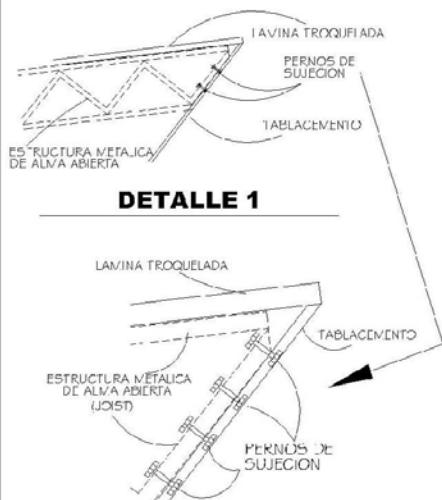 LAMINA TROQUELADA
PERNOS DE
SUJECION
TABLACEMENTO
ESTRUCTURA METALICA
DE ALMA ABIERTA
DETALLE 1
LAMINA TROQUELADA
TABLACEMENTO
ESTRUCTURA METALICA
DE ALMA ABIERTA
(JOIST)
PERNOS DE
SUJECION